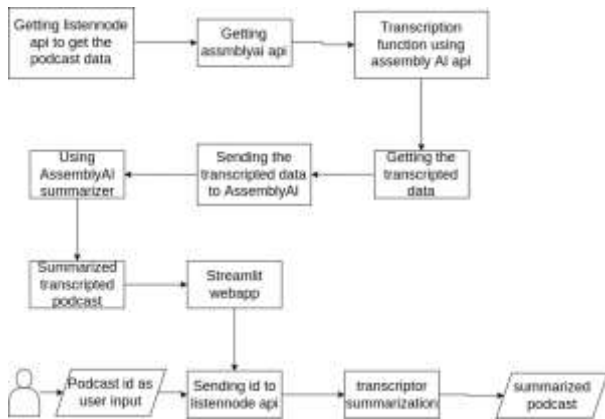 Getting listennode
api to get the
podcast data
Getting
assmblyai api
Transcription
function using
assembly AI api
Using
AssemblyAI
summarizer
Sending the
transcripted data
to AssemblyAI
Getting the
transcripted
data
Summarized
transcripted
podcast
Streamlit
webapp
Podcast id as
user input
Sending id to
listennode api
transcriptor
summarization
summarized
podcast